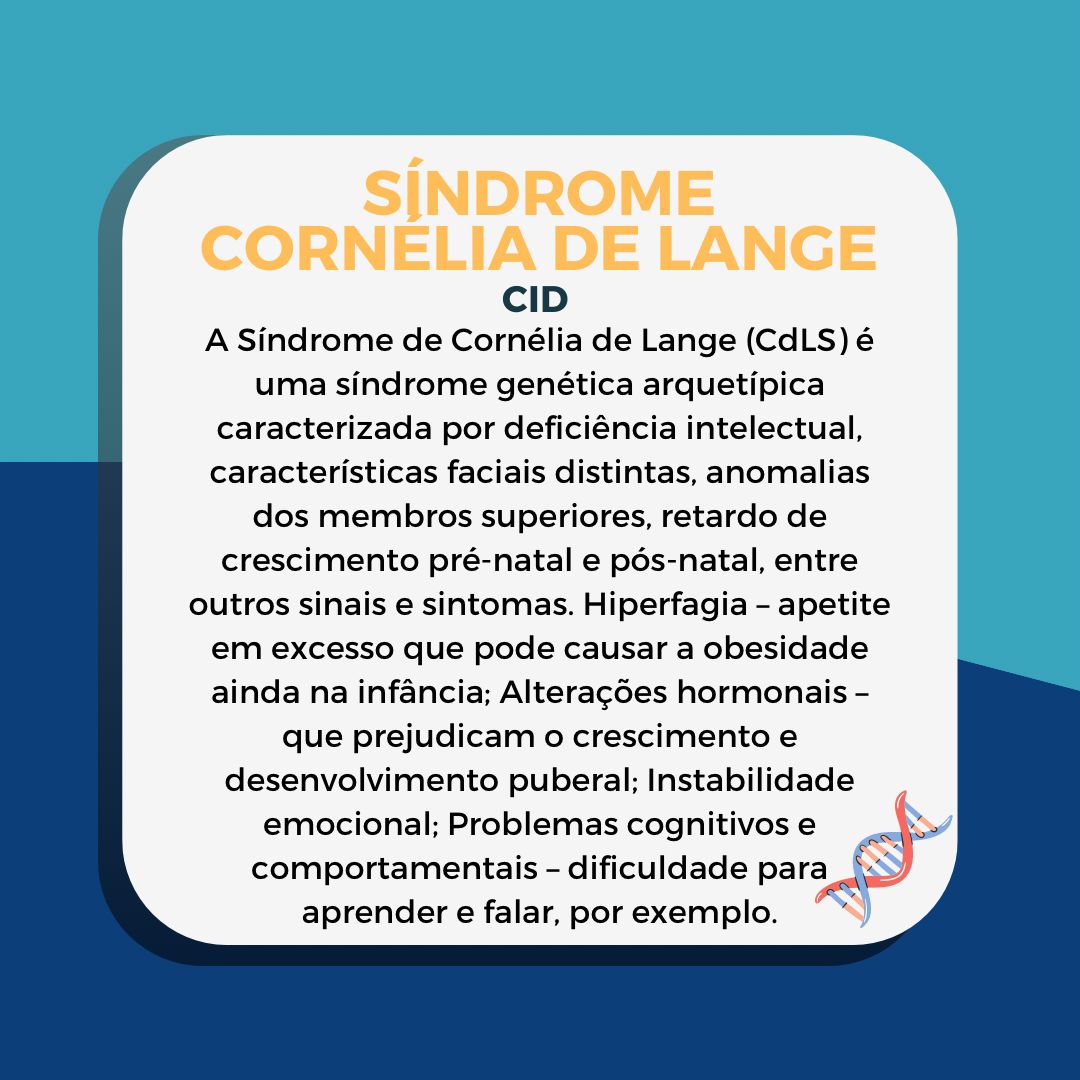 SÍNDROME
CORNÉLIA DE LANGE
CID
A Síndrome de Cornélia de Lange (CdLS) é
uma síndrome genética arquetípica
caracterizada por deficiência intelectual,
características faciais distintas, anomalias
dos membros superiores, retardo de
crescimento pré-natal e pós-natal, entre
outros sinais e sintomas. Hiperfagia – apetite
em excesso que pode causar a obesidade
ainda na infância; Alterações hormonais –
que prejudicam o crescimento e
desenvolvimento puberal; Instabilidade
emocional; Problemas cognitivos e
comportamentais – dificuldade para
aprender e falar, por exemplo.